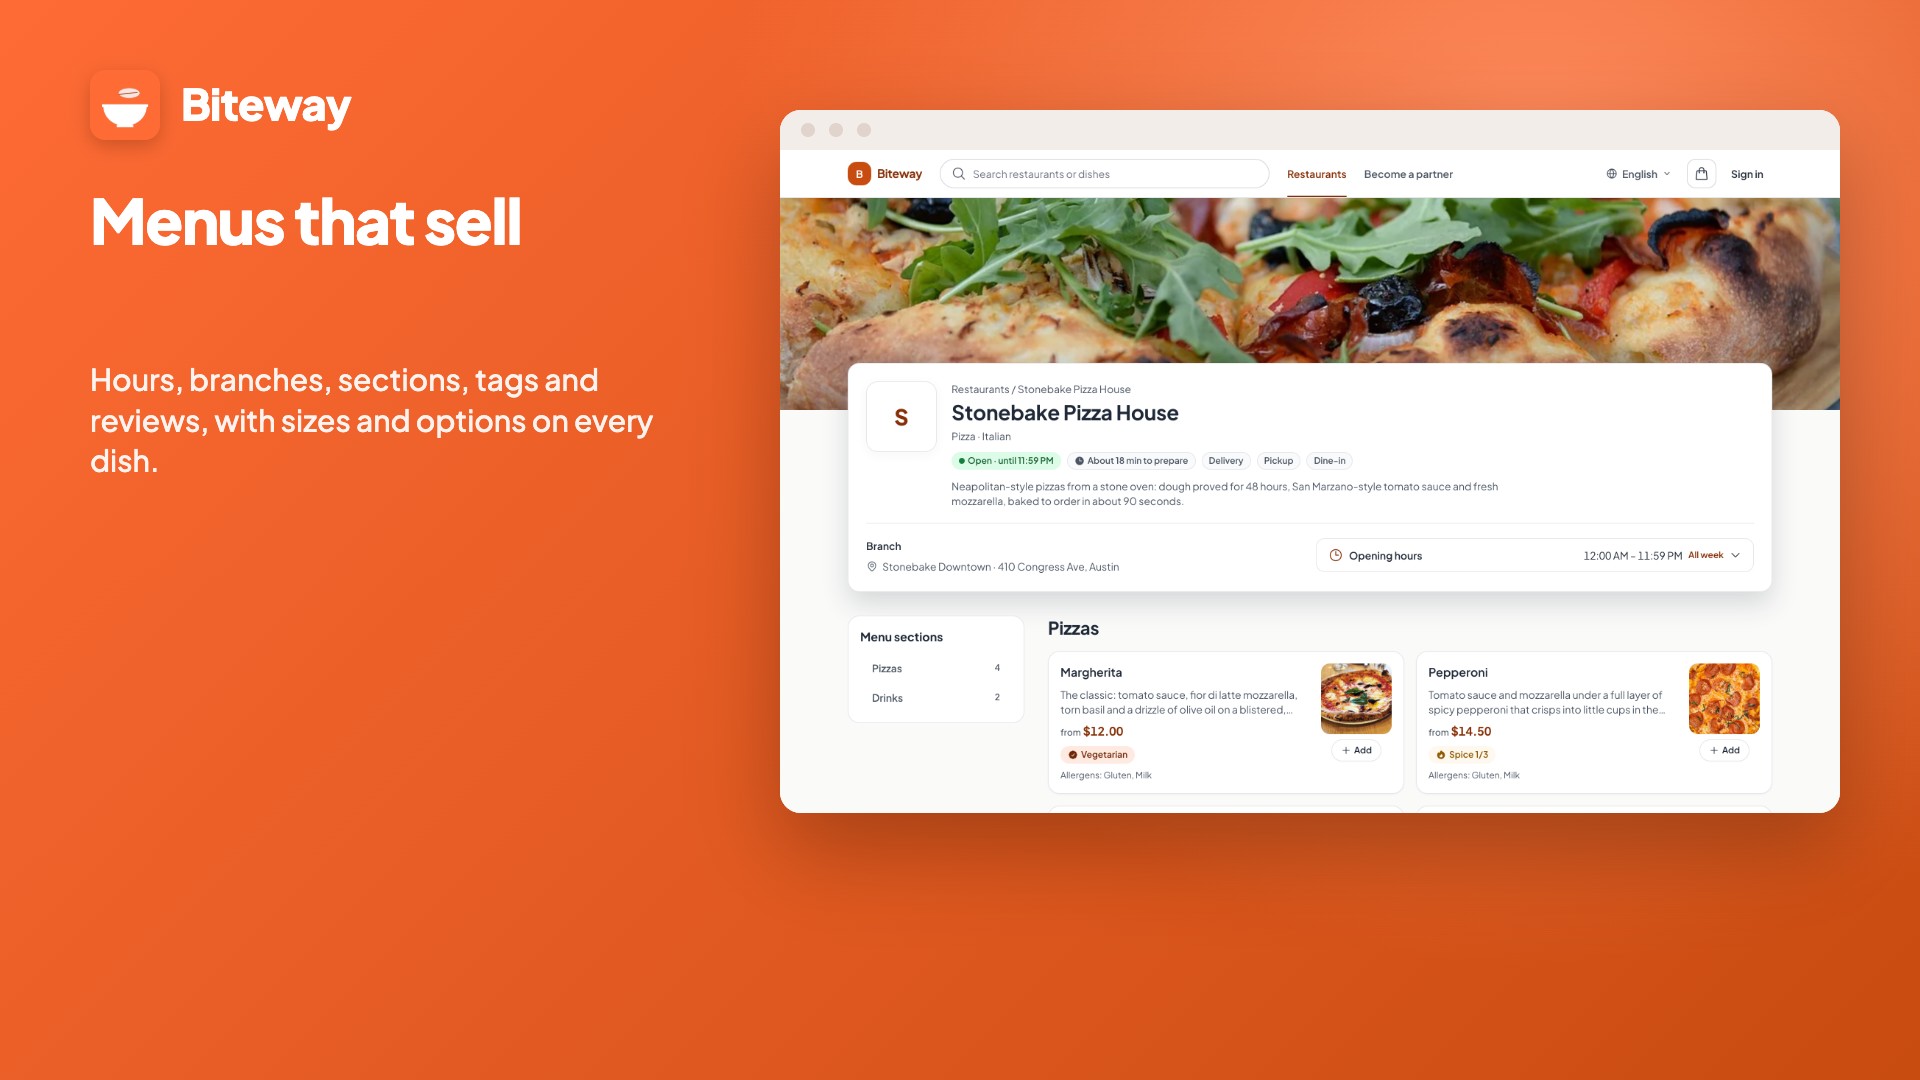 Biteway
Menus that sell
Hours, branches, sections, tags and
reviews, with sizes and options on every
dish.
B Biteway
Search restaurants or dishes
Restaurants
Become a partner
English
Sign in
S
Restaurants / Stonebake Pizza House
Stonebake Pizza House
Pizza · Italian
Open · until 11:59 PM
About 18 min to prepare
Delivery
Pickup
Dine-in
Neapolitan-style pizzas from a stone oven: dough proved for 48 hours, San Marzano-style tomato sauce and fresh
mozzarella, baked to order in about 90 seconds.
Branch
Stonebake Downtown · 410 Congress Ave, Austin
Opening hours
12:00 AM – 11:59 PM All week
Menu sections
Pizzas 4
Drinks 2
Pizzas
Margherita
The classic: tomato sauce, fior di latte mozzarella,
torn basil and a drizzle of olive oil on a blistered,...
from $12.00
+ Add
Vegetarian
Allergens: Gluten, Milk
Pepperoni
Tomato sauce and mozzarella under a full layer of
spicy pepperoni that crisps into little cups in the...
from $14.50
+ Add
Spice 1/3
Allergens: Gluten, Milk